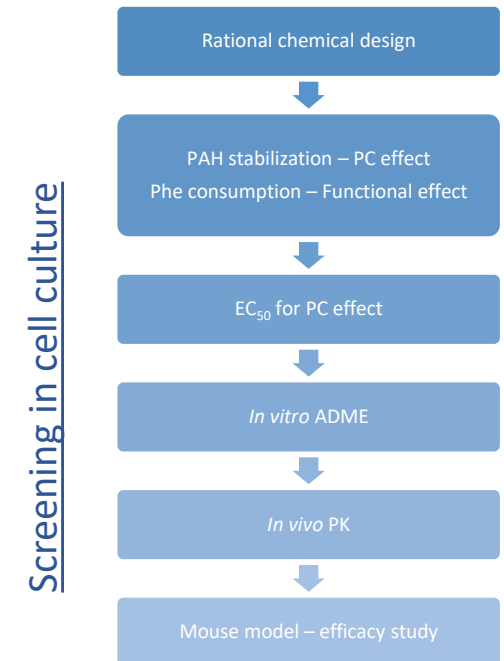 Screening in cell culture
Rational chemical design
PAH stabilization – PC effect
Phe consumption – Functional effect
EC₅₀ for PC effect
In vitro ADME
In vivo PK
Mouse model – efficacy study